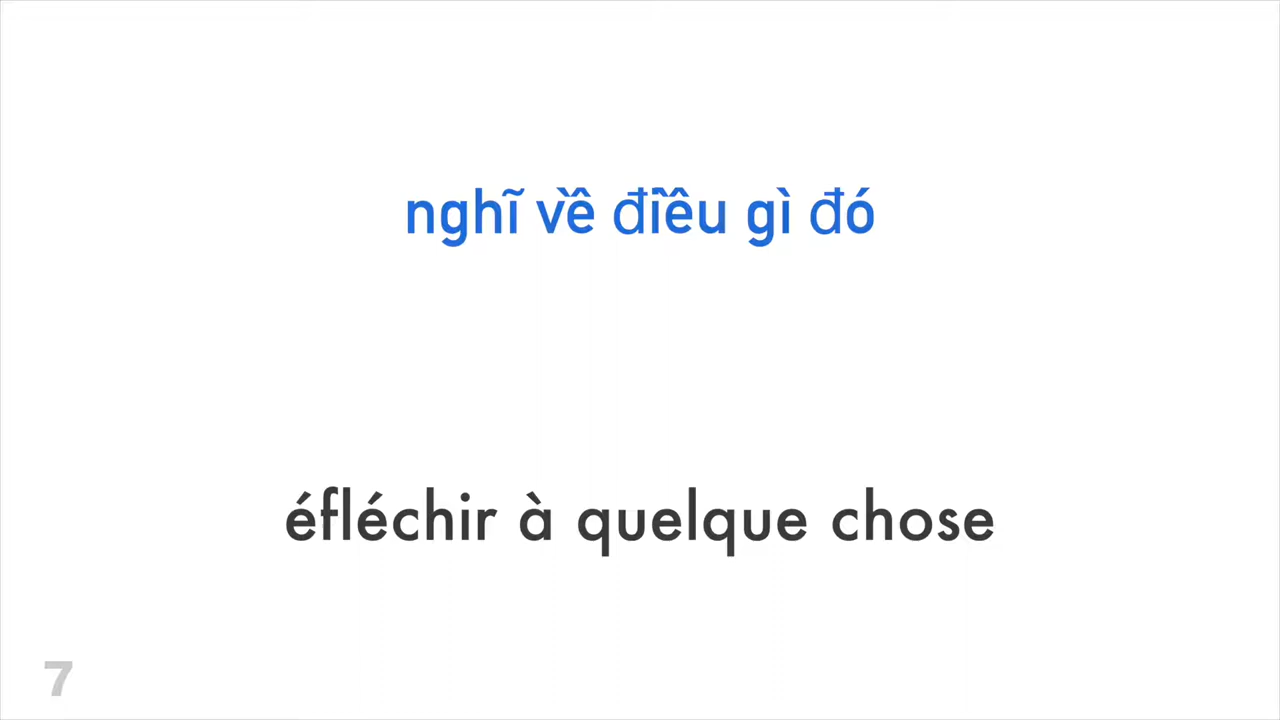 nghĩ về điều gì đó
éfléchir à quelque chose
7